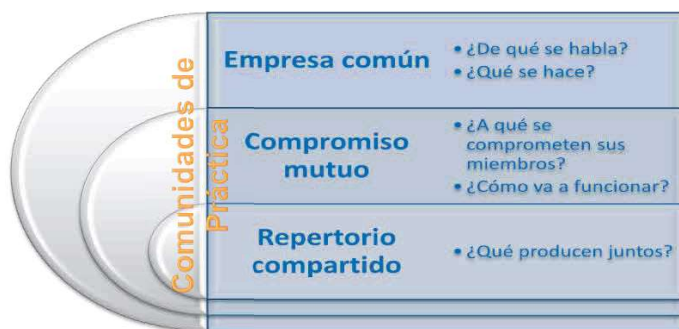 Comunidades de
Práctica
Empresa común
• ¿De qué se habla?
• ¿Qué se hace?
Compromiso
mutuo
• ¿A qué se
comprometen sus
miembros?
• ¿Cómo va a funcionar?
Repertorio
compartido
• ¿Qué producen juntos?